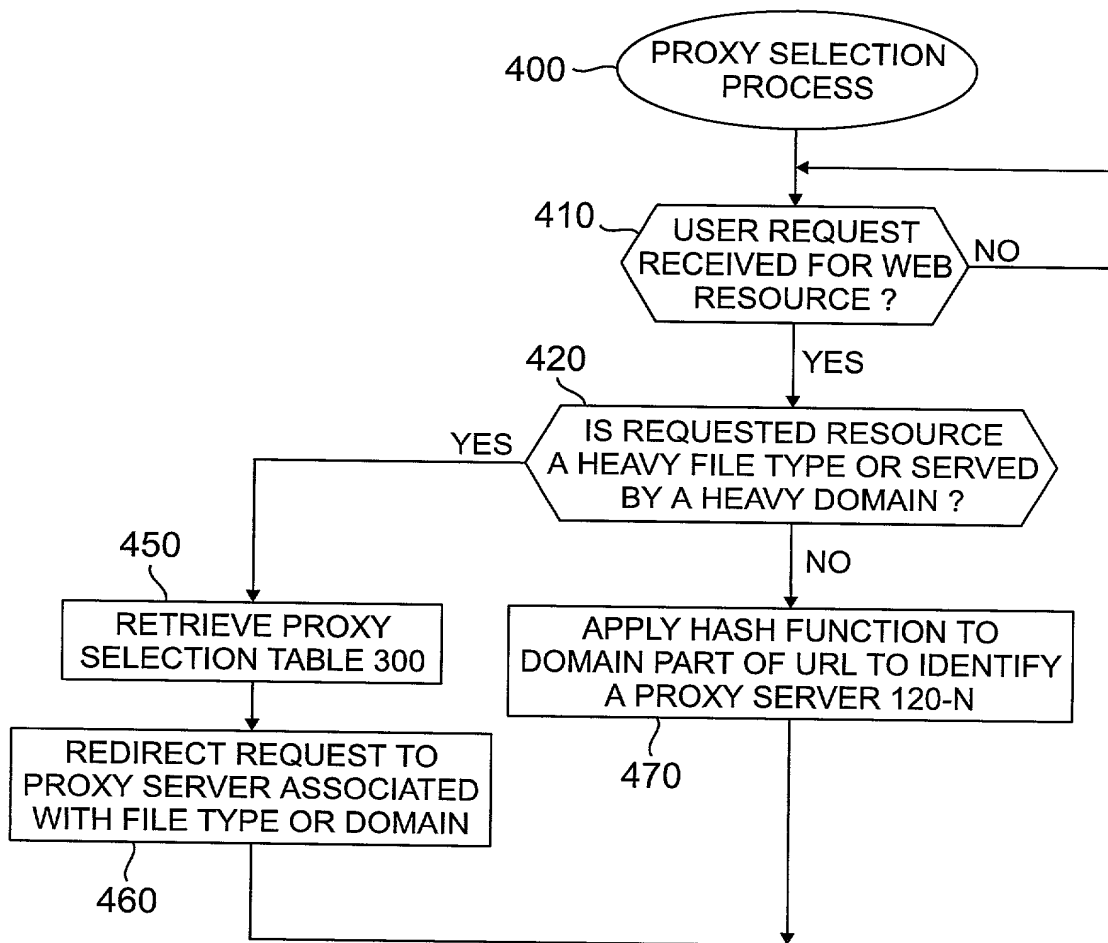 400
PROXY SELECTION
PROCESS
410
USER REQUEST
RECEIVED FOR WEB
RESOURCE ?
NO
YES
420
IS REQUESTED RESOURCE
A HEAVY FILE TYPE OR SERVED
BY A HEAVY DOMAIN ?
YES
NO
450
RETRIEVE PROXY
SELECTION TABLE 300
APPLY HASH FUNCTION TO
DOMAIN PART OF URL TO IDENTIFY
A PROXY SERVER 120-N
470
REDIRECT REQUEST TO
PROXY SERVER ASSOCIATED
WITH FILE TYPE OR DOMAIN
460